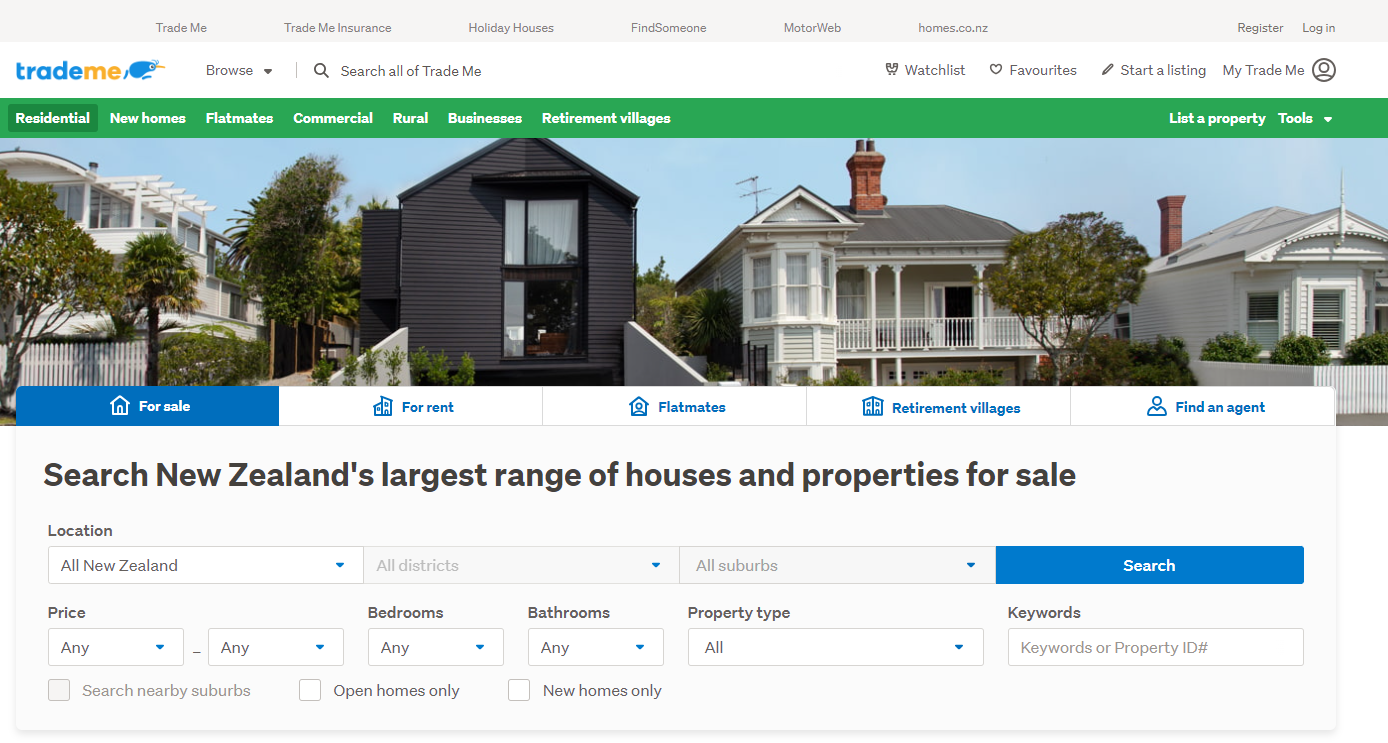 Trade Me Trade Me Insurance Holiday Houses FindSomeone MotorWeb homes.co.nz Register Log in
trademe Browse Search all of Trade Me Watchlist Favourites Start a listing My Trade Me
Residential New homes Flatmates Commercial Rural Businesses Retirement villages List a property Tools
For sale For rent Flatmates Retirement villages Find an agent
Search New Zealand's largest range of houses and properties for sale
Location
All New Zealand All districts All suburbs Search
Price Bedrooms Bathrooms Property type Keywords
Any – Any Any Any All Keywords or Property ID#
Search nearby suburbs Open homes only New homes only